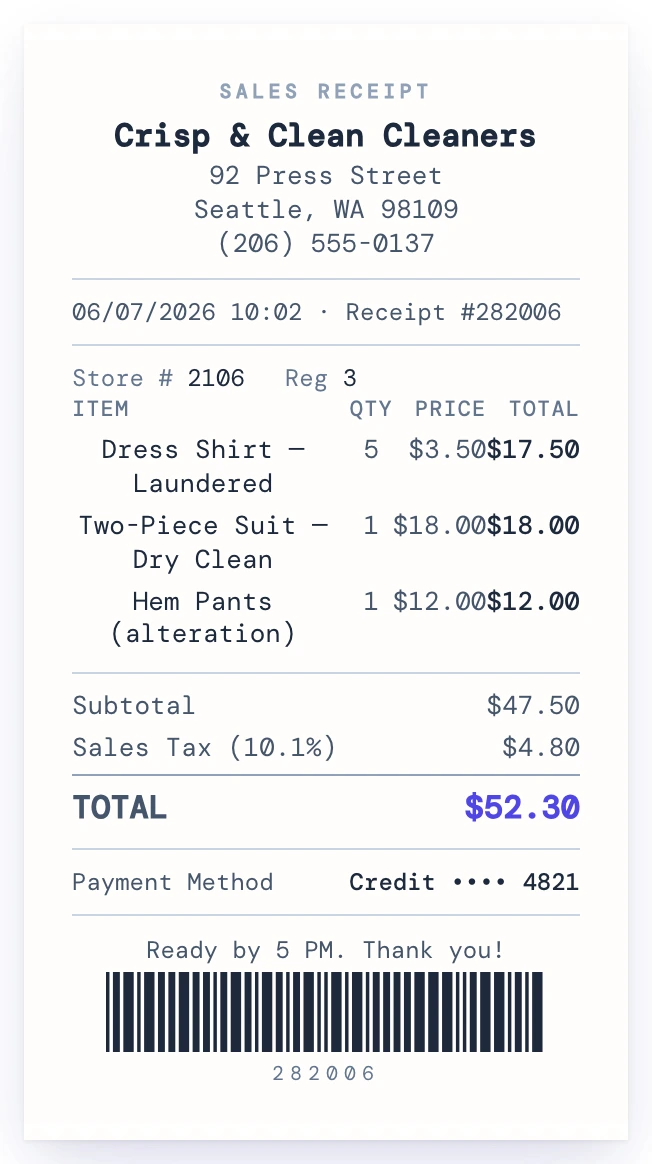 SALES RECEIPT
Crisp & Clean Cleaners
92 Press Street
Seattle, WA 98109
(206) 555-0137
06/07/2026 10:02 · Receipt #282006
Store # 2106 Reg 3
ITEM QTY PRICE TOTAL
Dress Shirt — 5 $3.50 $17.50
Laundered
Two-Piece Suit — 1 $18.00 $18.00
Dry Clean
Hem Pants 1 $12.00 $12.00
(alteration)
Subtotal $47.50
Sales Tax (10.1%) $4.80
TOTAL $52.30
Payment Method Credit •••• 4821
Ready by 5 PM. Thank you!
282006